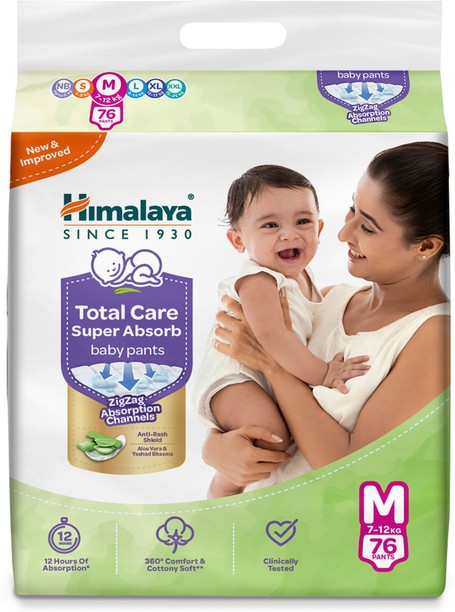 NB S M L XL XXL
7-12 KG
76
PANTS
baby pants
ZigZag
Absorption
Channels
New &
Improved
Himalaya®
SINCE 1930
Total Care
Super Absorb
baby pants
ZigZag
Absorption
Channels
Anti-Rash
Shield
Aloe Vera &
Yashad Bhasma
M
7-12KG
76
PANTS
12
12 Hours Of
Absorption*
360° Comfort &
Cottony Soft**
Clinically
Tested